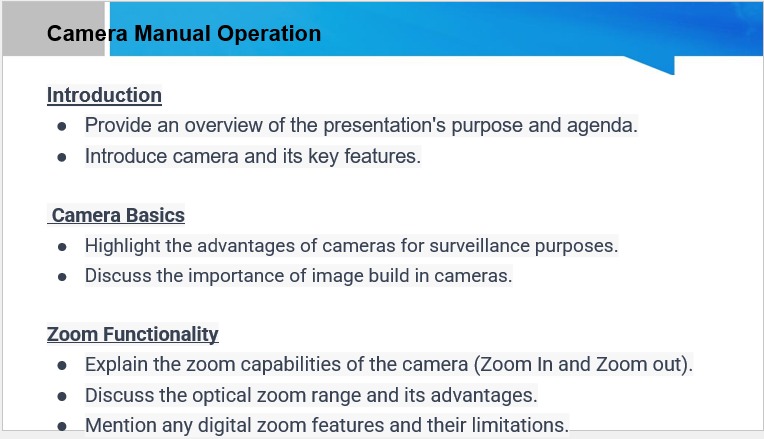 Camera Manual Operation
Introduction
● Provide an overview of the presentation's purpose and agenda.
● Introduce camera and its key features.
Camera Basics
● Highlight the advantages of cameras for surveillance purposes.
● Discuss the importance of image build in cameras.
Zoom Functionality
● Explain the zoom capabilities of the camera (Zoom In and Zoom out).
● Discuss the optical zoom range and its advantages.
● Mention any digital zoom features and their limitations.